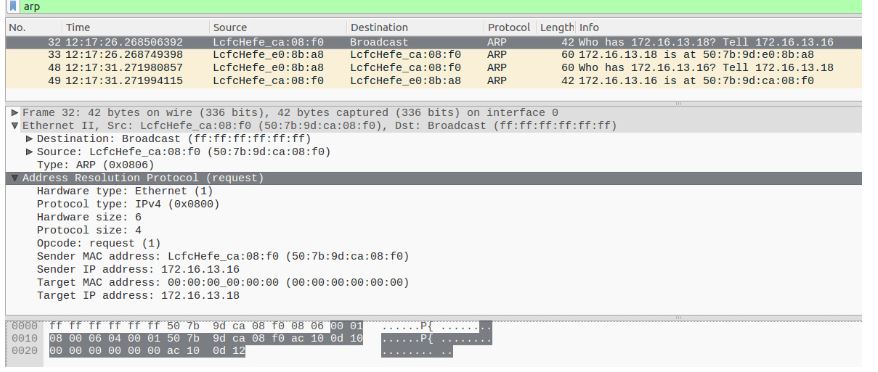 arp
No. Time Source Destination Protocol Length Info
32 12:17:26.268506392 LcfcHefe_ca:08:f0 Broadcast ARP 42 Who has 172.16.13.18? Tell 172.16.13.16
33 12:17:26.268749398 LcfcHefe_e0:8b:a8 LcfcHefe_ca:08:f0 ARP 60 172.16.13.18 is at 50:7b:9d:e0:8b:a8
48 12:17:31.271980857 LcfcHefe_e0:8b:a8 LcfcHefe_ca:08:f0 ARP 60 Who has 172.16.13.16? Tell 172.16.13.18
49 12:17:31.271994115 LcfcHefe_ca:08:f0 LcfcHefe_e0:8b:a8 ARP 42 172.16.13.16 is at 50:7b:9d:ca:08:f0
Frame 32: 42 bytes on wire (336 bits), 42 bytes captured (336 bits) on interface 0
Ethernet II, Src: LcfcHefe_ca:08:f0 (50:7b:9d:ca:08:f0), Dst: Broadcast (ff:ff:ff:ff:ff:ff)
Destination: Broadcast (ff:ff:ff:ff:ff:ff)
Source: LcfcHefe_ca:08:f0 (50:7b:9d:ca:08:f0)
Type: ARP (0x0806)
Address Resolution Protocol (request)
Hardware type: Ethernet (1)
Protocol type: IPv4 (0x0800)
Hardware size: 6
Protocol size: 4
Opcode: request (1)
Sender MAC address: LcfcHefe_ca:08:f0 (50:7b:9d:ca:08:f0)
Sender IP address: 172.16.13.16
Target MAC address: 00:00:00_00:00:00 (00:00:00:00:00:00)
Target IP address: 172.16.13.18
0000 ff ff ff ff ff ff 50 7b 9d ca 08 f0 08 06 00 01 ......P{ ........
0010 08 00 06 04 00 01 50 7b 9d ca 08 f0 ac 10 0d 10 ......P{ ........
0020 00 00 00 00 00 00 ac 10 0d 12 ........ ..